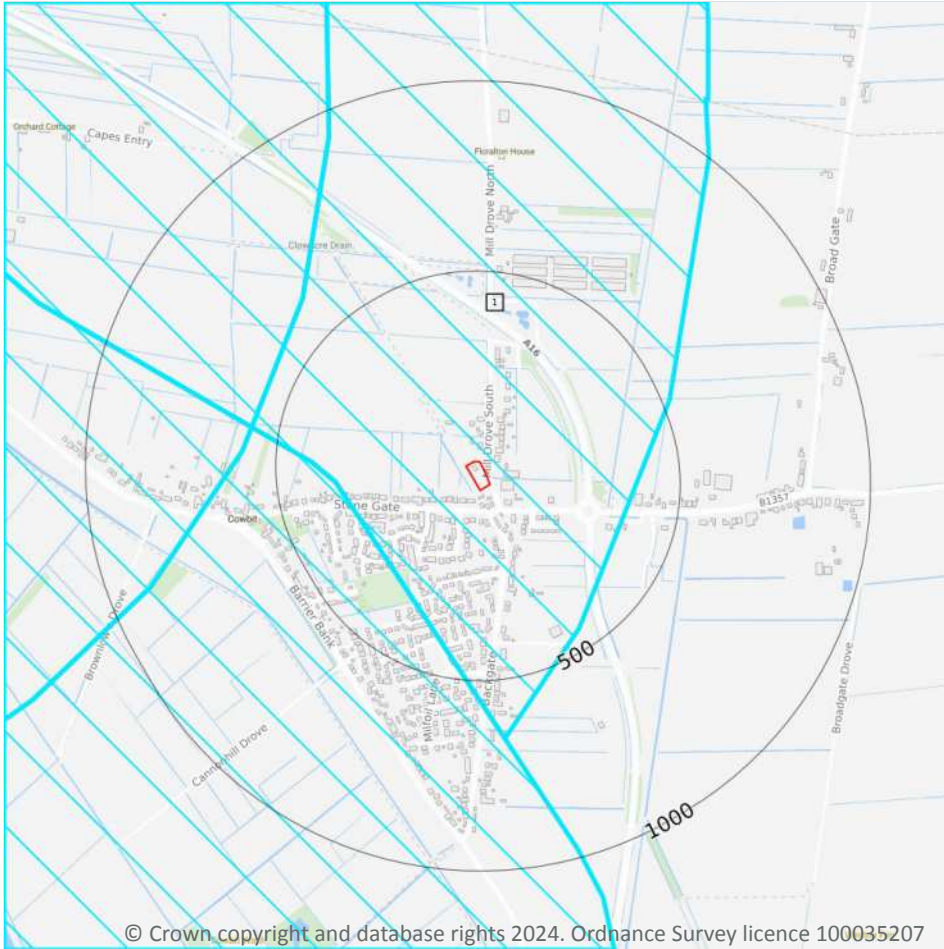 Orchard Cottage
Capes Entry
Floralton House
Mill Drove North
Clowacre Drain
Broad Gate
1
A16
Mill Drove South
B1357
Stone Gate
Cowbit
Barrier Bank
Brownlow Drove
500
Backgate
Milfoil Lane
Broadgate Drove
Cannonhill Drove
1000
© Crown copyright and database rights 2024. Ordnance Survey licence 100035207